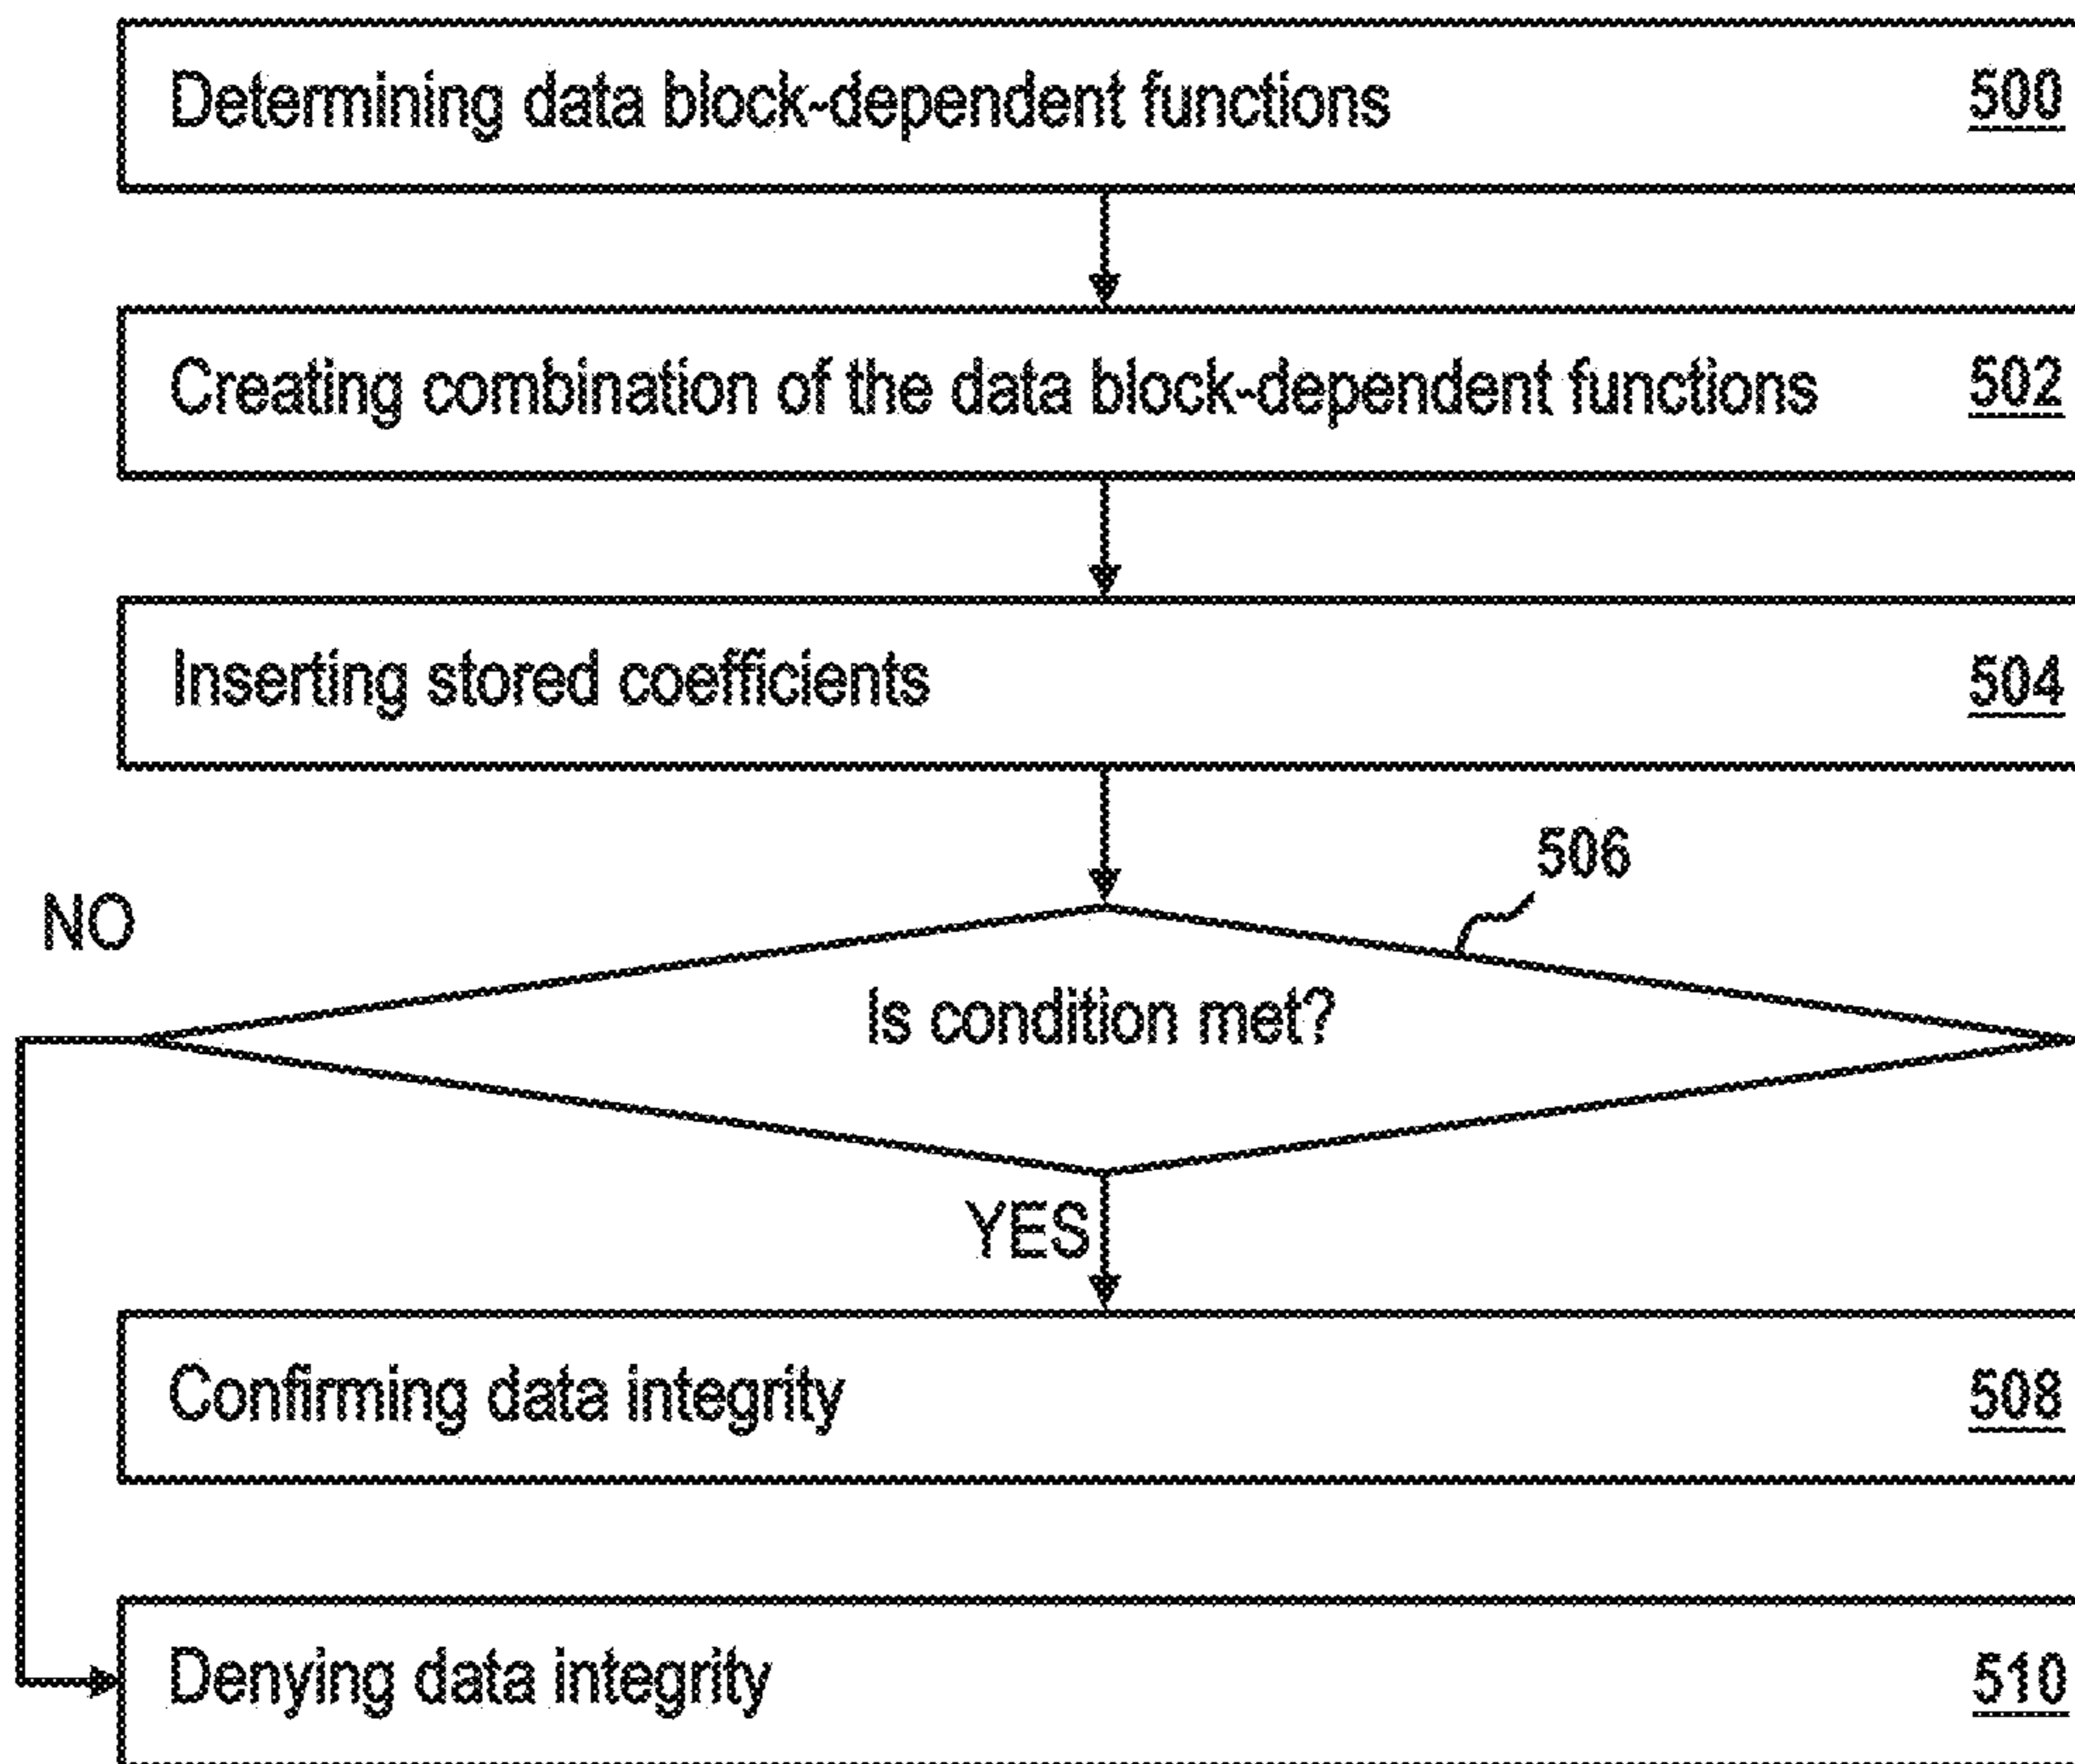 Determining data block-dependent functions 500
Creating combination of the data block-dependent functions 502
Inserting stored coefficients 504
506
NO
Is condition met?
YES
Confirming data integrity 508
Denying data integrity 510